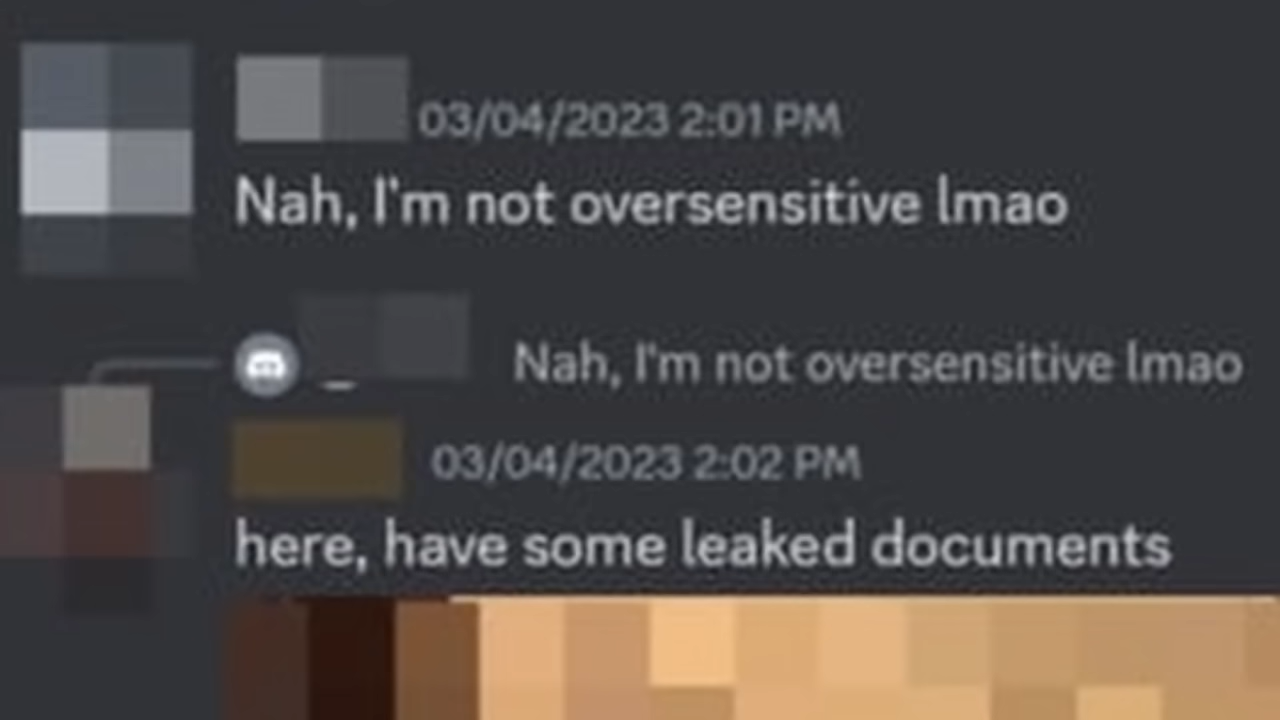 03/04/2023 2:01 PM
Nah, I'm not oversensitive lmao
Nah, I'm not oversensitive lmao
03/04/2023 2:02 PM
here, have some leaked documents